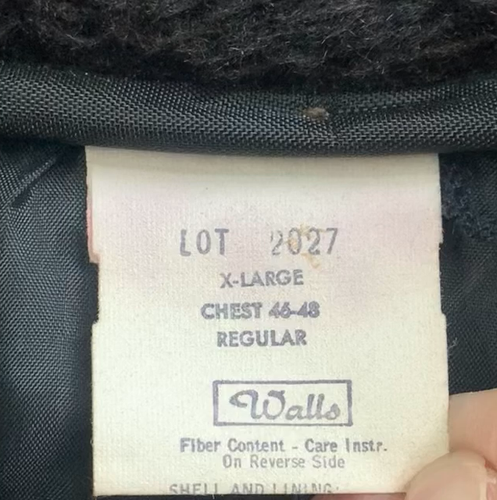 LOT 2027
X-LARGE
CHEST 46-48
REGULAR
Walls
Fiber Content - Care Instr.
On Reverse Side
SHELL AND LINING: